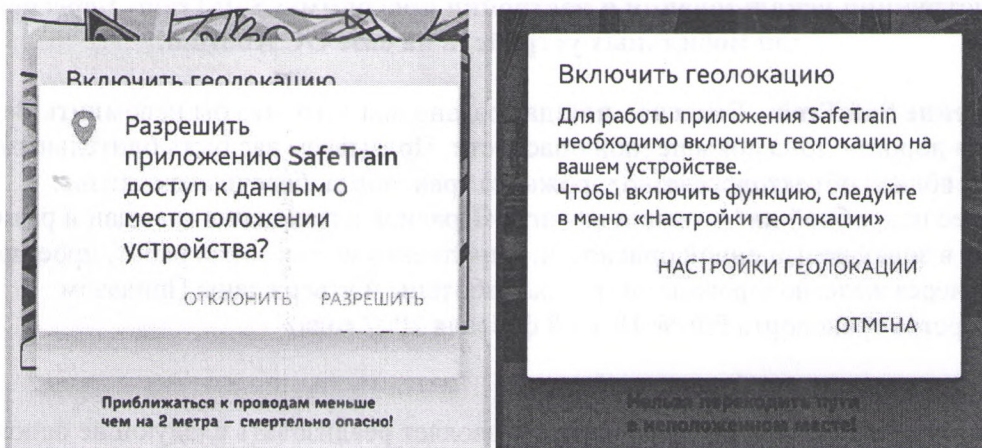 Включить геолокацию
Разрешить
приложению SafeTrain
доступ к данным о
местоположении
устройства?
ОТКЛОНИТЬ РАЗРЕШИТЬ
Приближаться к проводам меньше
чем на 2 метра – смертельно опасно!
Включить геолокацию
Для работы приложения SafeTrain
необходимо включить геолокацию на
вашем устройстве.
Чтобы включить функцию, следуйте
в меню «Настройки геолокации»
НАСТРОЙКИ ГЕОЛОКАЦИИ
ОТМЕНА
Нельзя переходить пути
в неположенном месте!